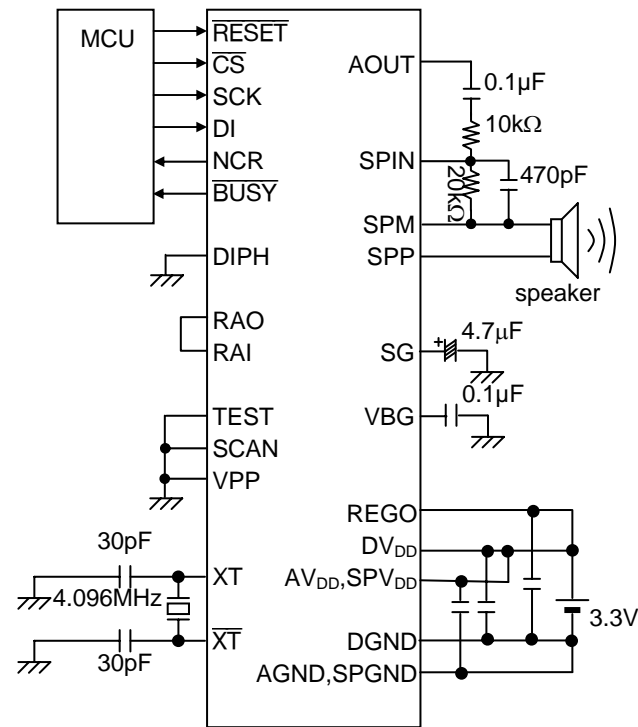 MCU
RESET
CS
SCK
DI
NCR
BUSY
DIPH
RAO
RAI
TEST
SCAN
VPP
30pF
XT
4.096MHz
XT
30pF
AOUT
0.1µF
10kΩ
SPIN
20kΩ
470pF
SPM
SPP
speaker
SG
+
4.7µF
0.1µF
VBG
REGO
DVDD
AVDD,SPVDD
3.3V
DGND
AGND,SPGND